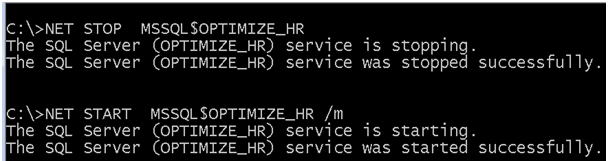 C:\>NET STOP  MSSQL$OPTIMIZE_HR
The SQL Server (OPTIMIZE_HR) service is stopping.
The SQL Server (OPTIMIZE_HR) service was stopped successfully.
C:\>NET START  MSSQL$OPTIMIZE_HR /m
The SQL Server (OPTIMIZE_HR) service is starting.
The SQL Server (OPTIMIZE_HR) service was started successfully.